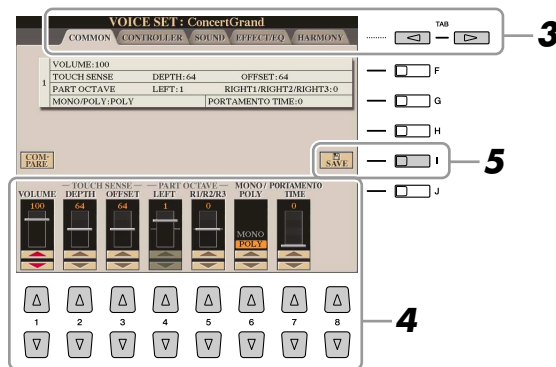 VOICE SET : ConcertGrand
COMMON CONTROLLER SOUND EFFECT/EQ HARMONY
TAB
3
1
VOLUME:100
TOUCH SENSE DEPTH:64 OFFSET:64
PART OCTAVE LEFT:1 RIGHT1/RIGHT2/RIGHT3:0
MONO/POLY:POLY PORTAMENTO TIME:0
F
G
H
I
J
5
COM-
PARE
SAVE
TOUCH SENSE PART OCTAVE MONO/ PORTAMENTO
VOLUME DEPTH OFFSET LEFT R1/R2/R3 POLY TIME
100 64 64 1 0 0
MONO
POLY
1 2 3 4 5 6 7 8
4